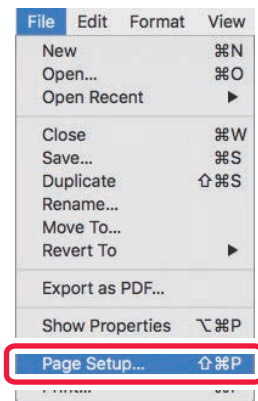 File Edit Format View
New ⌘N
Open... ⌘O
Open Recent ▶
Close ⌘W
Save... ⌘S
Duplicate ⇧⌘S
Rename...
Move To...
Revert To ▶
Export as PDF...
Show Properties ⌥⌘P
Page Setup... ⇧⌘P